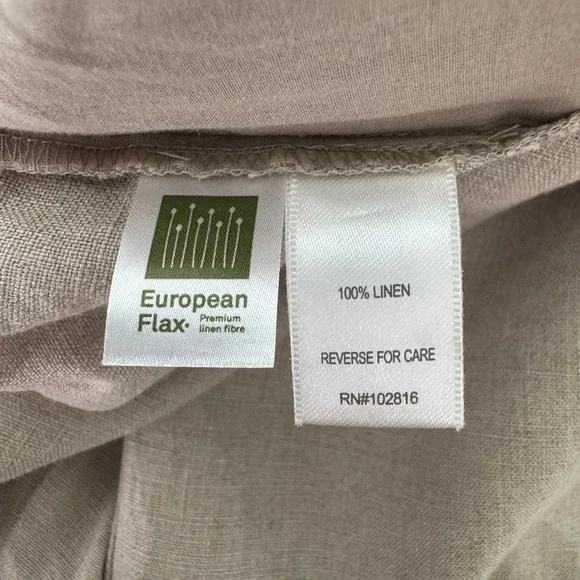 European
Flax· Premium
linen fibre
100% LINEN
REVERSE FOR CARE
RN#102816